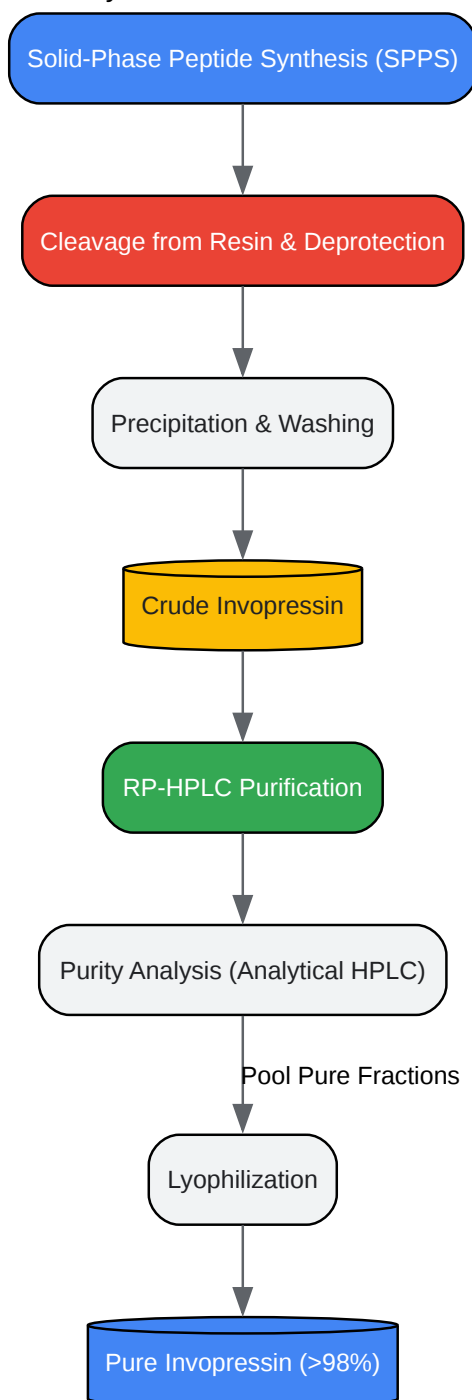 Solid-Phase Peptide Synthesis (SPPS)
Cleavage from Resin & Deprotection
Precipitation & Washing
Crude Invopressin
RP-HPLC Purification
Purity Analysis (Analytical HPLC)
Pool Pure Fractions
Lyophilization
Pure Invopressin (>98%)